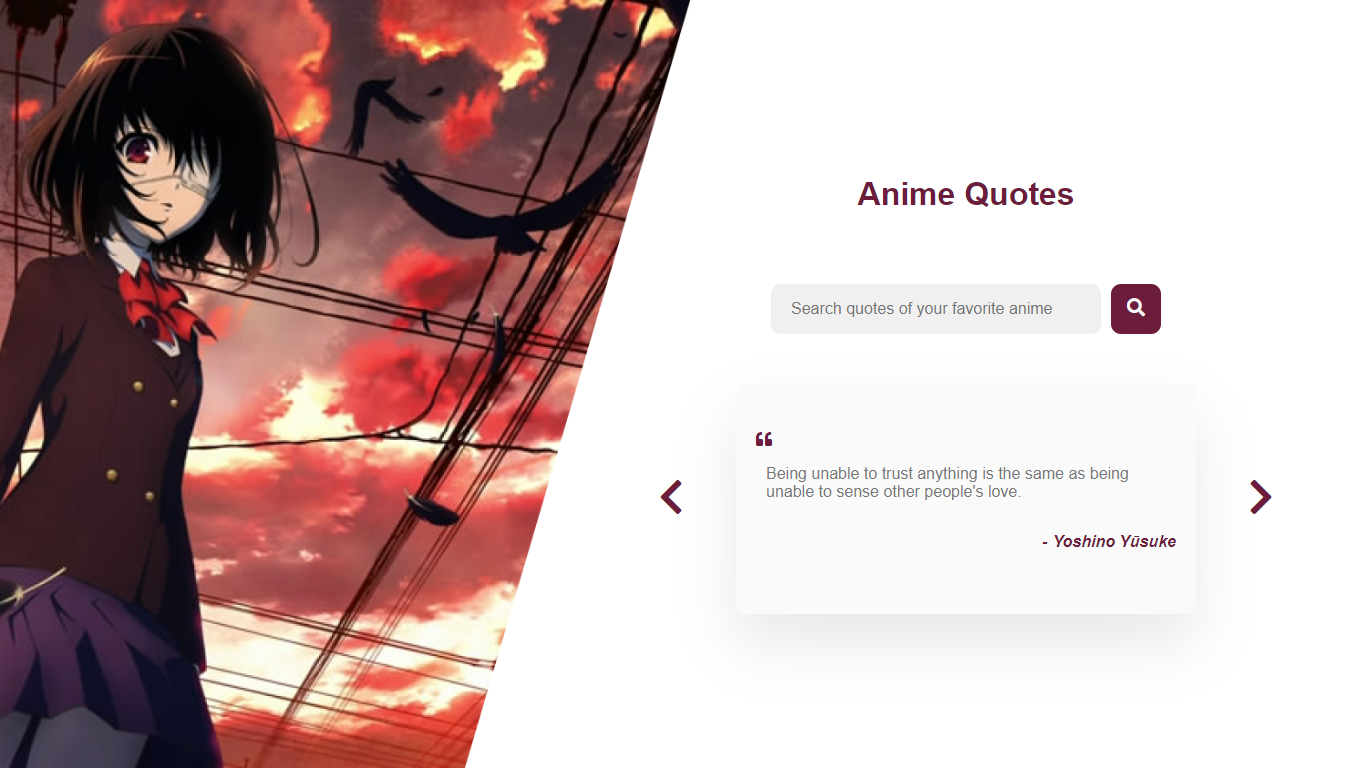 Anime Quotes
Search quotes of your favorite anime
“
Being unable to trust anything is the same as being
unable to sense other people's love.
- Yoshino Yūsuke